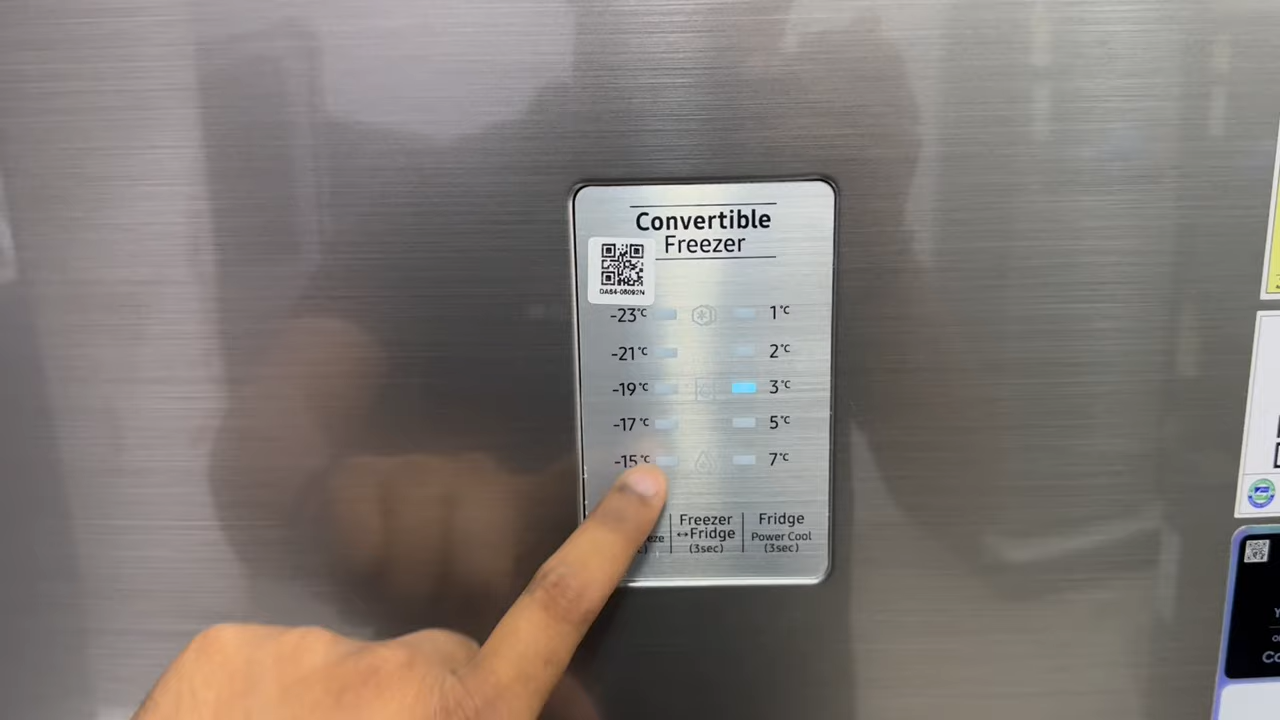 Convertible
Freezer
DA64-06092N
-23°C
1°C
-21°C
2°C
-19°C
3°C
-17°C
5°C
-15°C
7°C
Freezer
↔Fridge
(3sec)
Fridge
Power Cool
(3sec)